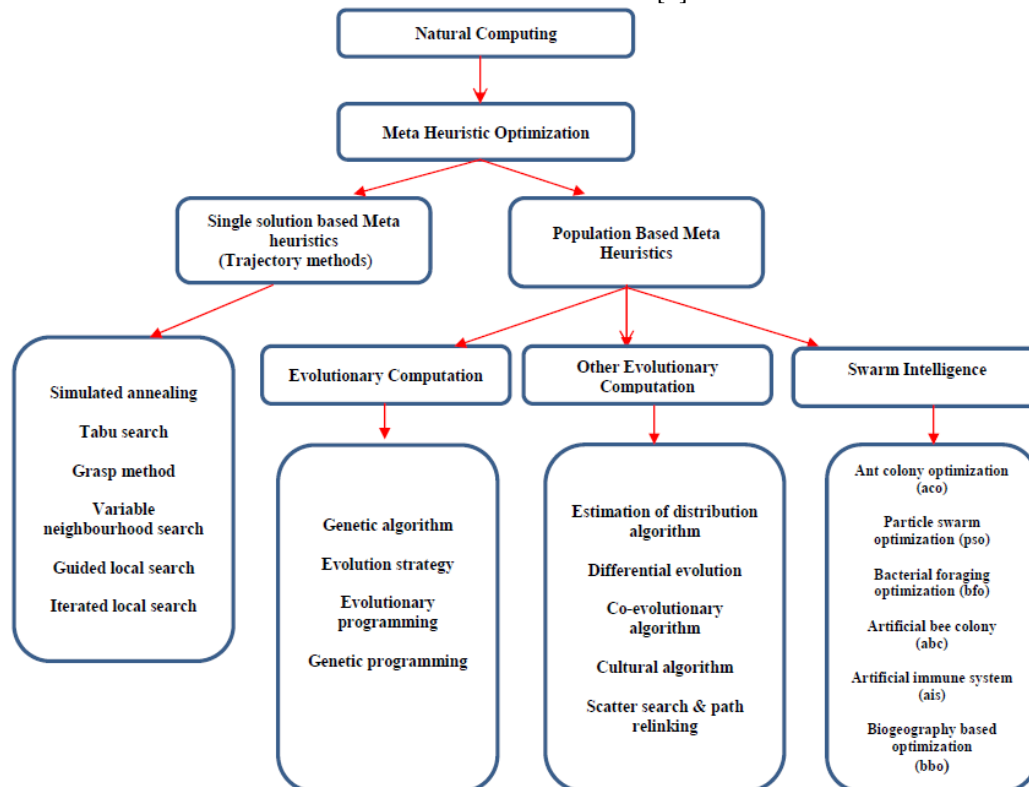 Natural Computing
Meta Heuristic Optimization
Single solution based Meta
heuristics
(Trajectory methods)
Population Based Meta
Heuristics
Evolutionary Computation
Other Evolutionary
Computation
Swarm Intelligence
Simulated annealing
Tabu search
Grasp method
Variable
neighbourhood search
Guided local search
Iterated local search
Genetic algorithm
Evolution strategy
Evolutionary
programming
Genetic programming
Estimation of distribution
algorithm
Differential evolution
Co-evolutionary
algorithm
Cultural algorithm
Scatter search & path
relinking
Ant colony optimization
(aco)
Particle swarm
optimization (pso)
Bacterial foraging
optimization (bfo)
Artificial bee colony
(abc)
Artificial immune system
(ais)
Biogeography based
optimization
(bbo)